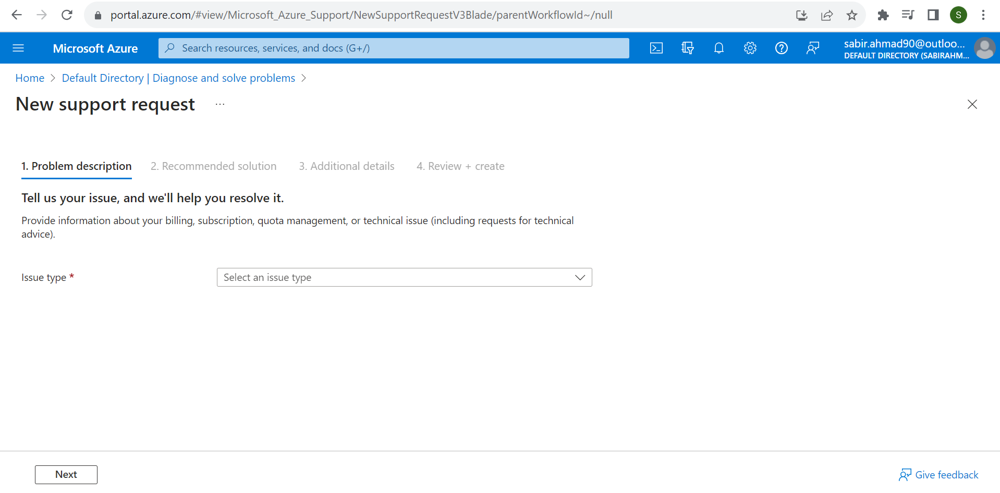 portal.azure.com/#view/Microsoft_Azure_Support/NewSupportRequestV3Blade/parentWorkflowId~/null
S
Microsoft Azure
Search resources, services, and docs (G+/)
sabir.ahmad90@outloo...
DEFAULT DIRECTORY (SABIRAHM...
Home > Default Directory | Diagnose and solve problems >
New support request ...
1. Problem description 2. Recommended solution 3. Additional details 4. Review + create
Tell us your issue, and we'll help you resolve it.
Provide information about your billing, subscription, quota management, or technical issue (including requests for technical
advice).
Issue type *
Select an issue type
Next
Give feedback